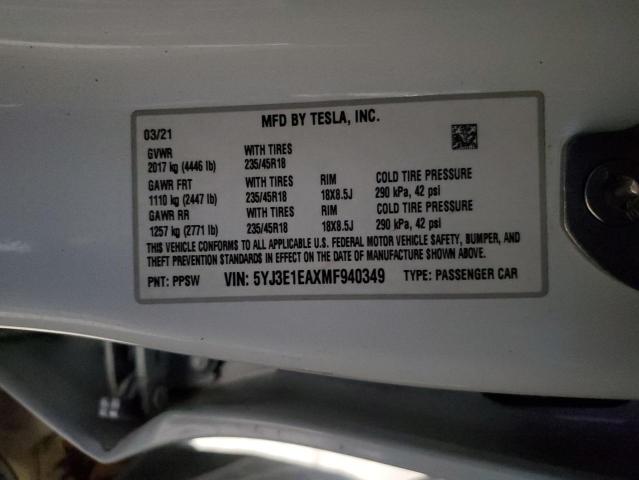 MFD BY TESLA, INC.
03/21
GVWR WITH TIRES
2017 kg (4446 lb) 235/45R18
GAWR FRT WITH TIRES RIM COLD TIRE PRESSURE
1110 kg (2447 lb) 235/45R18 18X8.5J 290 kPa, 42 psi
GAWR RR WITH TIRES RIM COLD TIRE PRESSURE
1257 kg (2771 lb) 235/45R18 18X8.5J 290 kPa, 42 psi
THIS VEHICLE CONFORMS TO ALL APPLICABLE U.S. FEDERAL MOTOR VEHICLE SAFETY, BUMPER, AND
THEFT PREVENTION STANDARDS IN EFFECT ON THE DATE OF MANUFACTURE SHOWN ABOVE.
PNT: PPSW VIN: 5YJ3E1EAXMF940349 TYPE: PASSENGER CAR